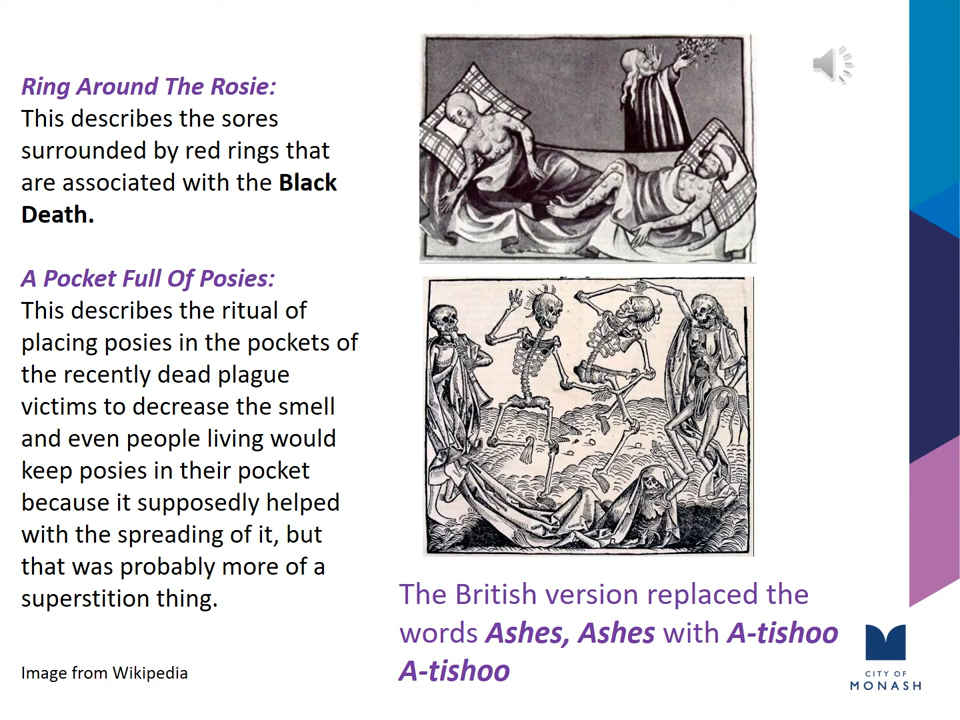 Ring Around The Rosie:
This describes the sores
surrounded by red rings that
are associated with the Black
Death.
A Pocket Full Of Posies:
This describes the ritual of
placing posies in the pockets of
the recently dead plague
victims to decrease the smell
and even people living would
keep posies in their pocket
because it supposedly helped
with the spreading of it, but
that was probably more of a
superstition thing.
Image from Wikipedia
The British version replaced the
words Ashes, Ashes with A-tishoo
A-tishoo
CITY OF
MONASH